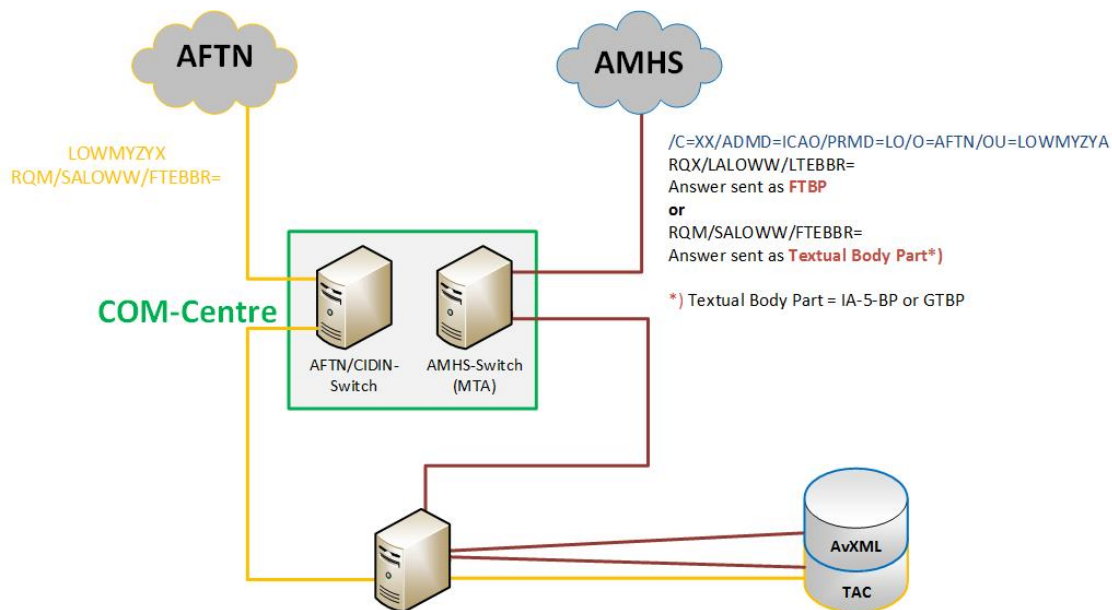 AFTN
AMHS
LOWMYZYX
RQM/SALOWW/FTEBBR=
/C=XX/ADMD=ICAO/PRMD=LO/O=AFTN/OU=LOWMYZYA
RQX/LALOWW/LTEBBR=
Answer sent as FTBP
or
RQM/SALOWW/FTEBBR=
Answer sent as Textual Body Part*)
*) Textual Body Part = IA-5-BP or GTBP
COM-Centre
AFTN/CIDIN-
Switch
AMHS-Switch
(MTA)
AvXML
TAC